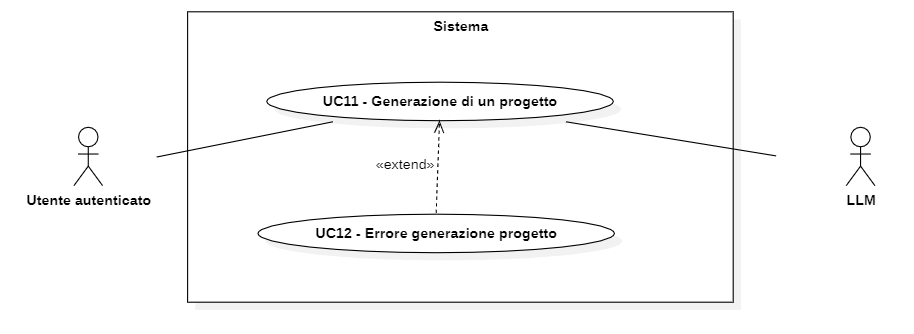 Sistema
UC11 - Generazione di un progetto
«extend»
Utente autenticato
LLM
UC12 - Errore generazione progetto